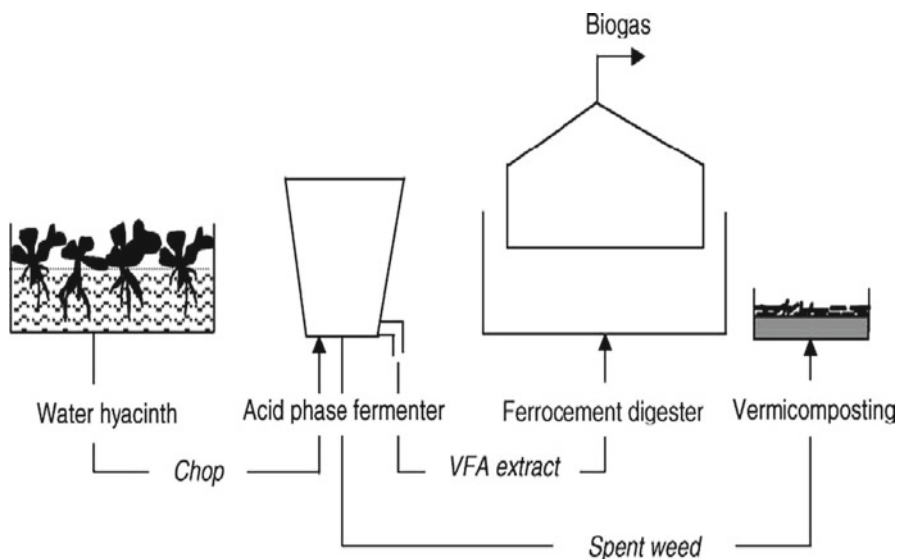 Biogas
Water hyacinth
Acid phase fermenter
Ferrocement digester
Vermicomposting
Chop
VFA extract
Spent weed